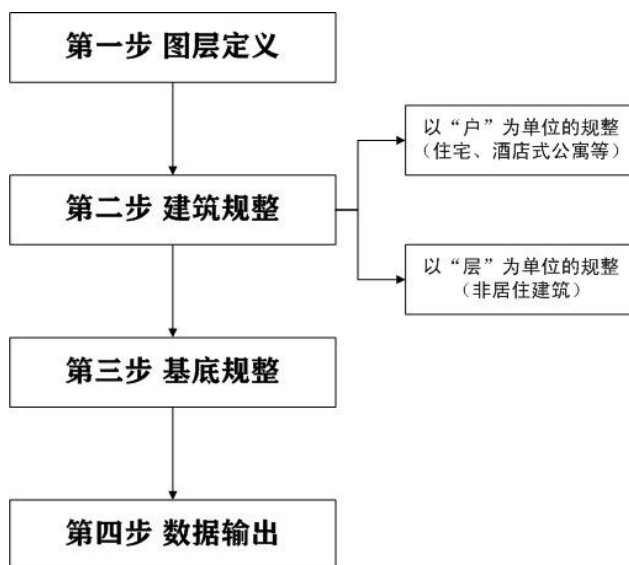 第一步 图层定义
以“户”为单位的规整
（住宅、酒店式公寓等）
第二步 建筑规整
以“层”为单位的规整
（非居住建筑）
第三步 基底规整
第四步 数据输出